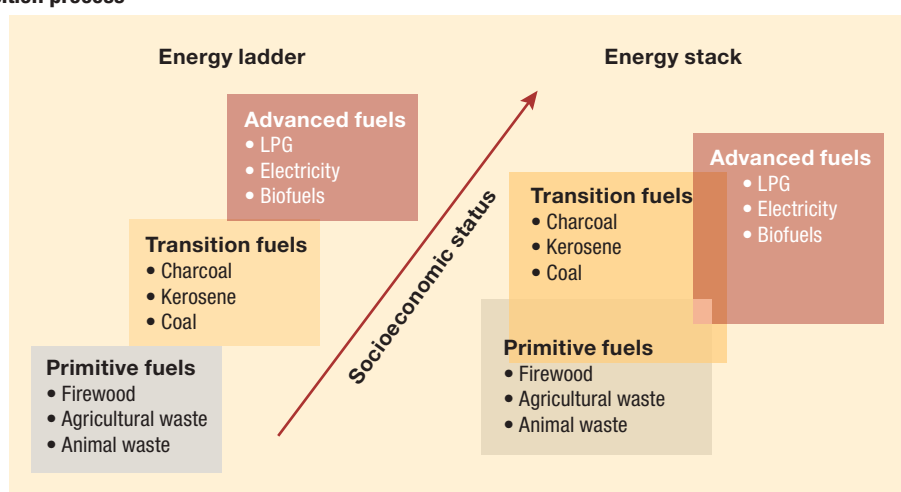 Energy ladder
Advanced fuels
• LPG
• Electricity
• Biofuels
Transition fuels
• Charcoal
• Kerosene
• Coal
Primitive fuels
• Firewood
• Agricultural waste
• Animal waste
Socioeconomic status
Energy stack
Advanced fuels
• LPG
• Electricity
• Biofuels
Transition fuels
• Charcoal
• Kerosene
• Coal
Primitive fuels
• Firewood
• Agricultural waste
• Animal waste